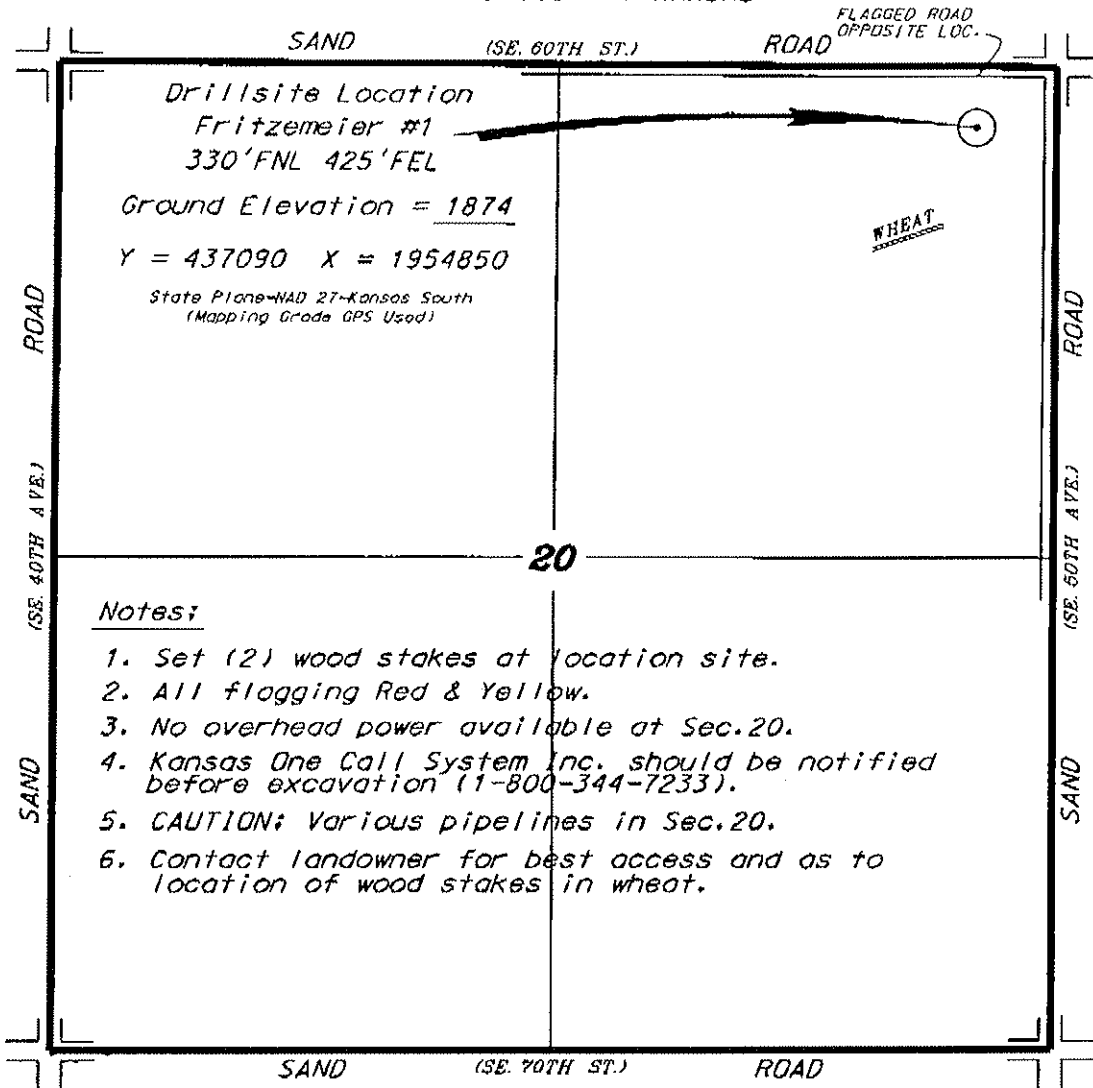 FLAGGED ROAD
OPPOSITE LOC.
SAND (SE. 60TH ST.) ROAD
Drillsite Location
Fritzemeier #1
330'FNL 425'FEL
Ground Elevation = 1874
Y = 437090 X = 1954850
State Plane-NAD 27-Kansas South
(Mapping Grade GPS Used)
WHEAT
ROAD
(SE. 40TH AVE.)
SAND
ROAD
(SE. 50TH AVE.)
SAND
20
Notes:
1. Set (2) wood stakes at location site.
2. All flagging Red & Yellow.
3. No overhead power available at Sec.20.
4. Kansas One Call System Inc. should be notified
before excavation (1-800-344-7233).
5. CAUTION: Various pipelines in Sec.20.
6. Contact landowner for best access and as to
location of wood stakes in wheat.
SAND (SE. 70TH ST.) ROAD